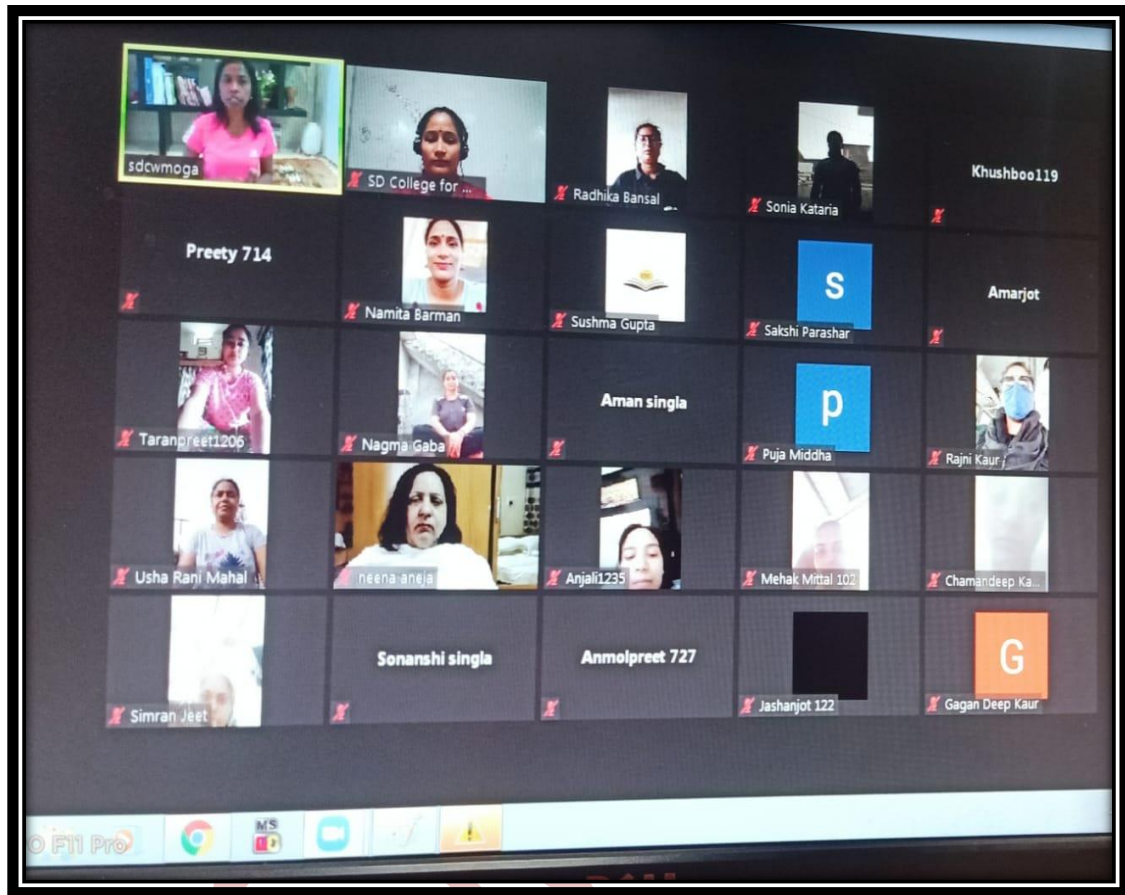 sdcwmoga
SD College for ...
Radhika Bansal
Sonia Kataria
Khushboo119
Preety 714
Namita Barman
Sushma Gupta
S
Sakshi Parashar
Amarjot
Taranpreet1206
Nagma Gaba
Aman singla
p
Puja Middha
Rajni Kaur
Usha Rani Mahal
neena aneja
Anjali1235
Mehak Mittal 102
Chamandeep Ka...
Simran Jeet
Sonanshi singla
Anmolpreet 727
Jashanjot 122
G
Gagan Deep Kaur
MS
O F11 Pro